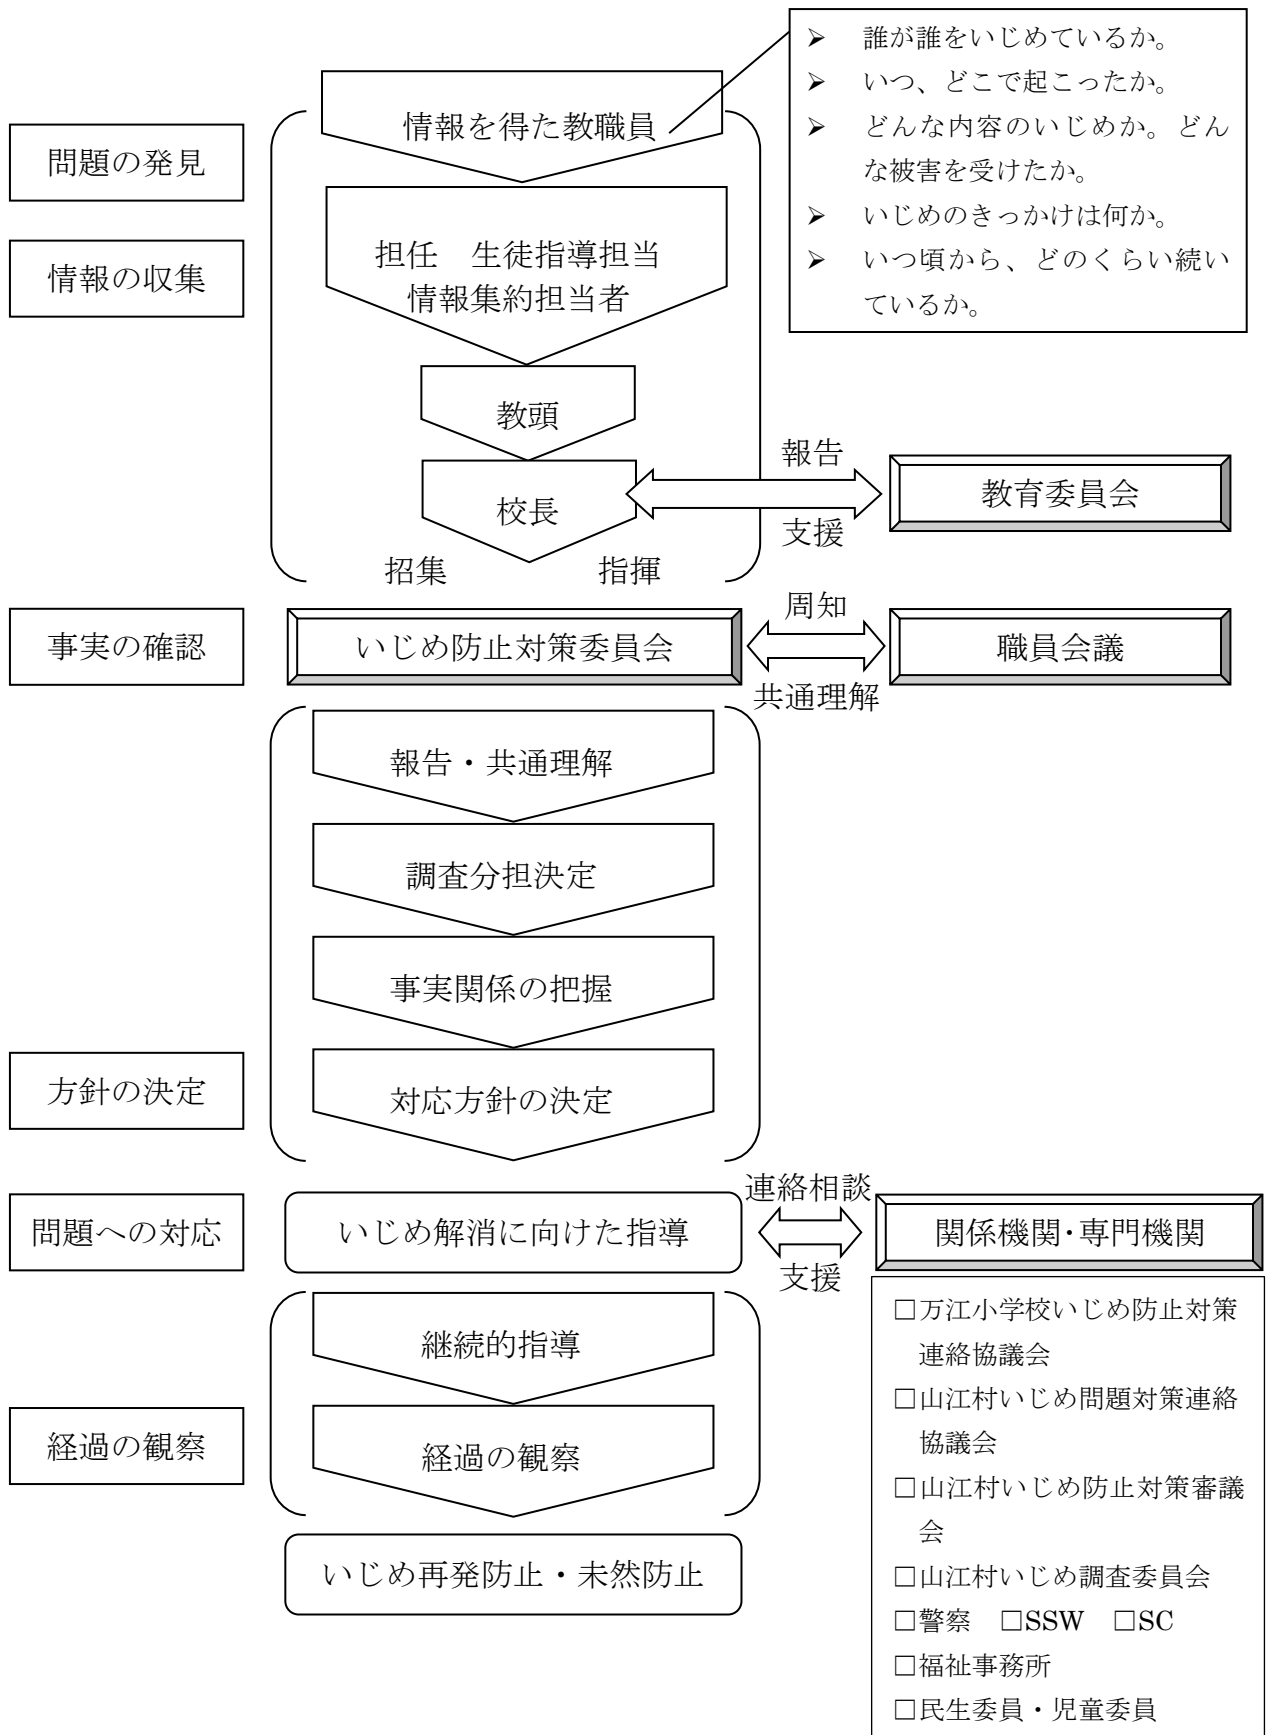 ➢ 誰が誰をいじめているか。
➢ いつ、どこで起こったか。
➢ どんな内容のいじめか。どん
な被害を受けたか。
➢ いじめのきっかけは何か。
➢ いつ頃から、どのくらい続い
ているか。
情報を得た教職員
問題の発見
担任　生徒指導担当
情報集約担当者
情報の収集
教頭
校長
報告
支援
教育委員会
招集　指揮
事実の確認
いじめ防止対策委員会
周知
共通理解
職員会議
報告・共通理解
調査分担決定
事実関係の把握
方針の決定
対応方針の決定
問題への対応
いじめ解消に向けた指導
連絡相談
支援
関係機関・専門機関
継続的指導
経過の観察
経過の観察
いじめ再発防止・未然防止
□万江小学校いじめ防止対策
連絡協議会
□山江村いじめ問題対策連絡
協議会
□山江村いじめ防止対策審議
会
□山江村いじめ調査委員会
□警察　□SSW　□SC
□福祉事務所
□民生委員・児童委員